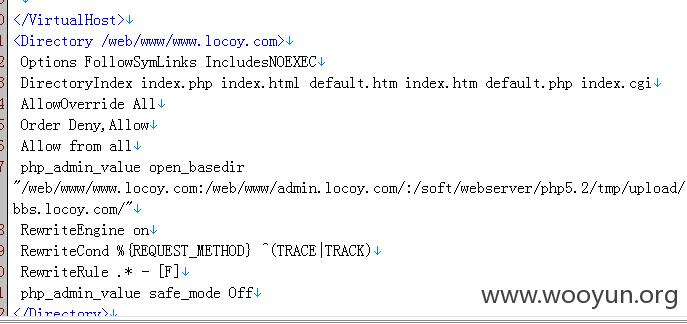 </VirtualHost>↓
<Directory /web/www/www.locoy.com>↓
Options FollowSymLinks IncludesNOEXEC↓
DirectoryIndex index.php index.html default.htm index.htm default.php index.cgi↓
AllowOverride All↓
Order Deny,Allow↓
Allow from all↓
php_admin_value open_basedir
"/web/www/www.locoy.com:/web/www/admin.locoy.com/:/soft/webserver/php5.2/tmp/upload/
bbs.locoy.com/"↓
RewriteEngine on↓
RewriteCond %{REQUEST_METHOD} ^(TRACE|TRACK)↓
RewriteRule .* - [F]↓
php_admin_value safe_mode Off↓
</Directory>↓
www.wooyun.org